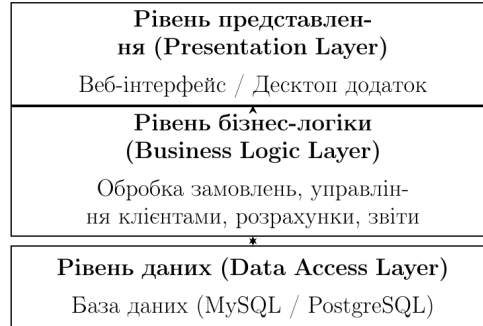 Рівень представлен-
ня (Presentation Layer)
Веб-інтерфейс / Десктоп додаток
Рівень бізнес-логіки
(Business Logic Layer)
Обробка замовлень, управлін-
ня клієнтами, розрахунки, звіти
Рівень даних (Data Access Layer)
База даних (MySQL / PostgreSQL)